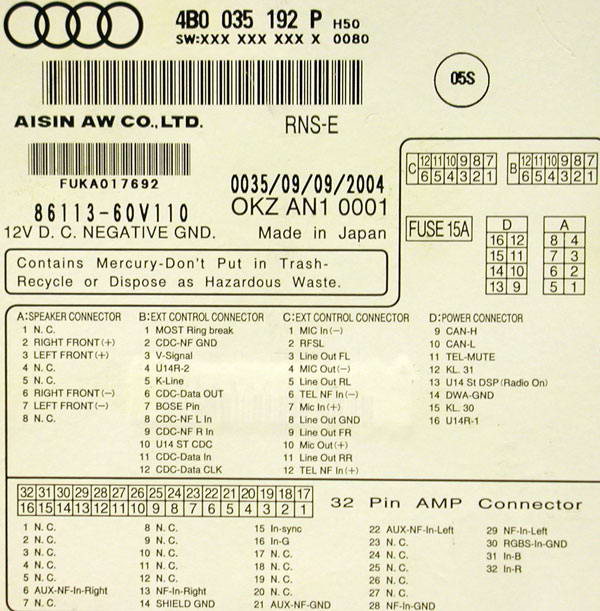 4B0 035 192 P H50
SW:XXX XXX XXX X 0080
05S
AISIN AW CO.,LTD.
RNS-E
FUKA017692
0035/09/09/2004
86113-60V110
OKZ AN1 0001
12V D. C. NEGATIVE GND.
Made in Japan
Contains Mercury-Don't Put in Trash-
Recycle or Dispose as Hazardous Waste.
C 12 11 10 9 8 7
6 5 4 3 2 1
B 12 11 10 9 8 7
6 5 4 3 2 1
FUSE 15A
D
16 12
15 11
14 10
13 9
A
8 4
7 3
6 2
5 1
A:SPEAKER CONNECTOR
1 N. C.
2 RIGHT FRONT(+)
3 LEFT FRONT(+)
4 N. C.
5 N. C.
6 RIGHT FRONT(-)
7 LEFT FRONT(-)
8 N. C.
B:EXT CONTROL CONNECTOR
1 MOST Ring break
2 CDC-NF GND
3 V-Signal
4 U14R-2
5 K-Line
6 CDC-Data OUT
7 BOSE Pin
8 CDC-NF L In
9 CDC-NF R In
10 U14 ST CDC
11 CDC-Data In
12 CDC-Data CLK
C:EXT CONTROL CONNECTOR
1 MIC In(-)
2 RFSL
3 Line Out FL
4 MIC Out(-)
5 Line Out RL
6 TEL NF In(-)
7 Mic In(+)
8 Line Out GND
9 Line Out FR
10 Mic Out(+)
11 Line Out RR
12 TEL NF In(+)
D:POWER CONNECTOR
9 CAN-H
10 CAN-L
11 TEL-MUTE
12 KL. 31
13 U14 St DSP(Radio On)
14 DWA-GND
15 KL. 30
16 U14R-1
32 31 30 29 28 27 26 25 24 23 22 21 20 19 18 17
16 15 14 13 12 11 10 9 8 7 6 5 4 3 2 1
32 Pin AMP Connector
1 N. C.
2 N. C.
3 N. C.
4 N. C.
5 N. C.
6 AUX-NF-In-Right
7 N. C.
8 N. C.
9 N. C.
10 N. C.
11 N. C.
12 N. C.
13 NF-In-Right
14 SHIELD GND
15 In-sync
16 In-G
17 N. C.
18 N. C.
19 N. C.
20 N. C.
21 AUX-NF-GND
22 AUX-NF-In-Left
23 N. C.
24 N. C.
25 N. C.
26 N. C.
27 N. C.
28 NF-In-GND
29 NF-In-Left
30 RGBS-In-GND
31 In-B
32 In-R